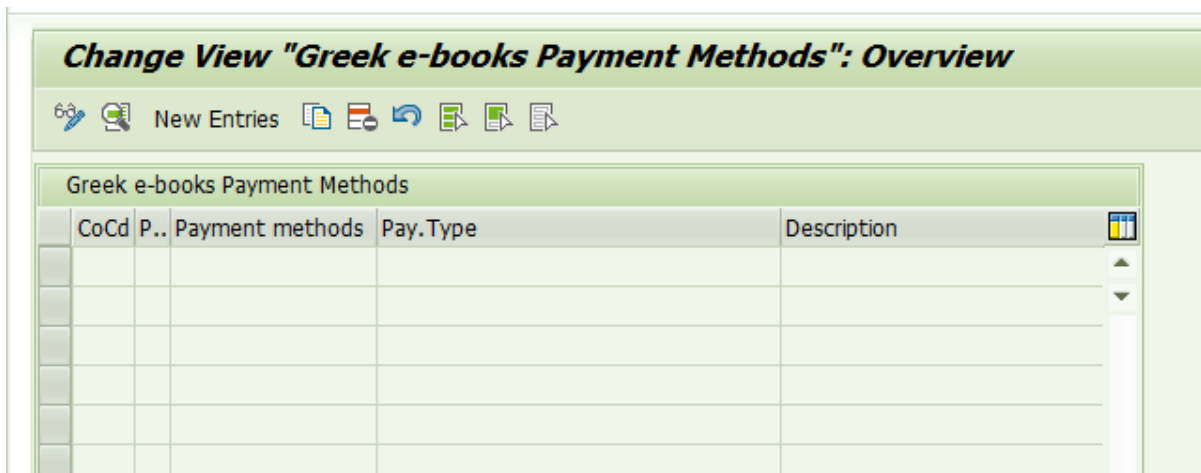 Change View "Greek e-books Payment Methods": Overview
New Entries
Greek e-books Payment Methods
CoCd P.. Payment methods Pay.Type Description